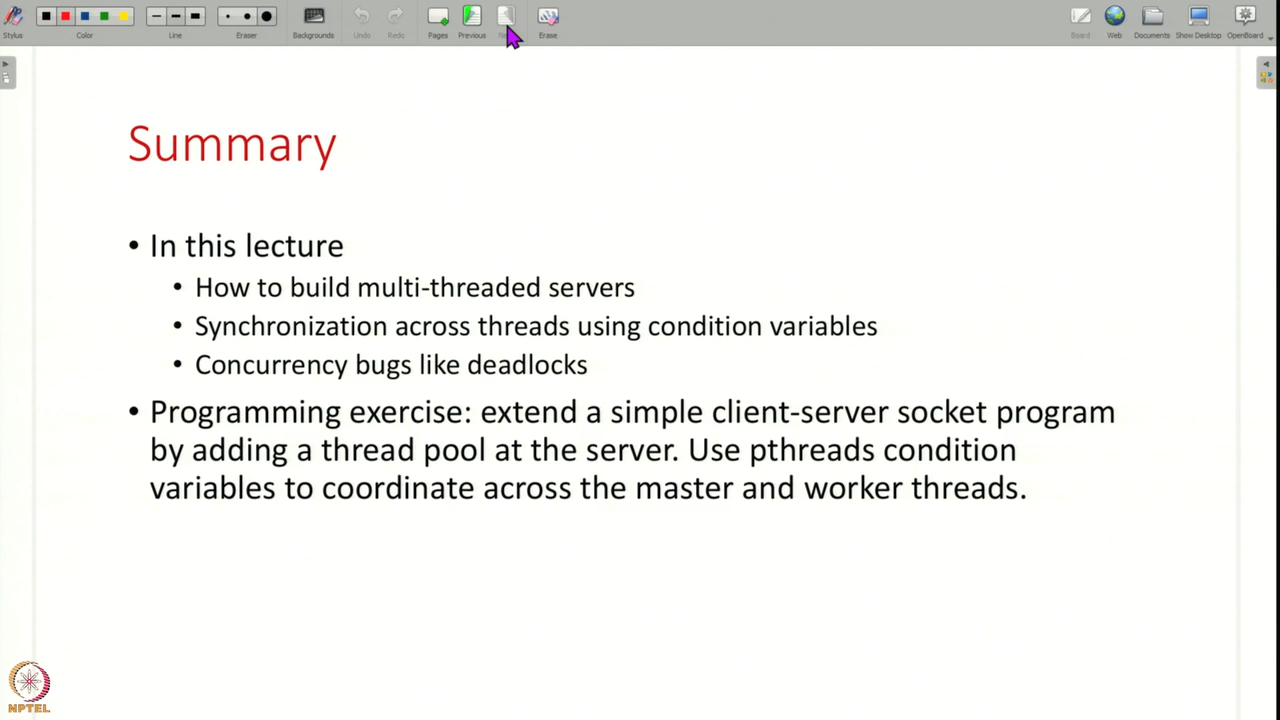 Stylus
Color
Line
Eraser
Backgrounds
Undo
Redo
Pages
Previous
Erase
Board
Web
Documents
Show Desktop
OpenBoard
Summary
• In this lecture
• How to build multi-threaded servers
• Synchronization across threads using condition variables
• Concurrency bugs like deadlocks
• Programming exercise: extend a simple client-server socket program
by adding a thread pool at the server. Use pthreads condition
variables to coordinate across the master and worker threads.
NPTEL